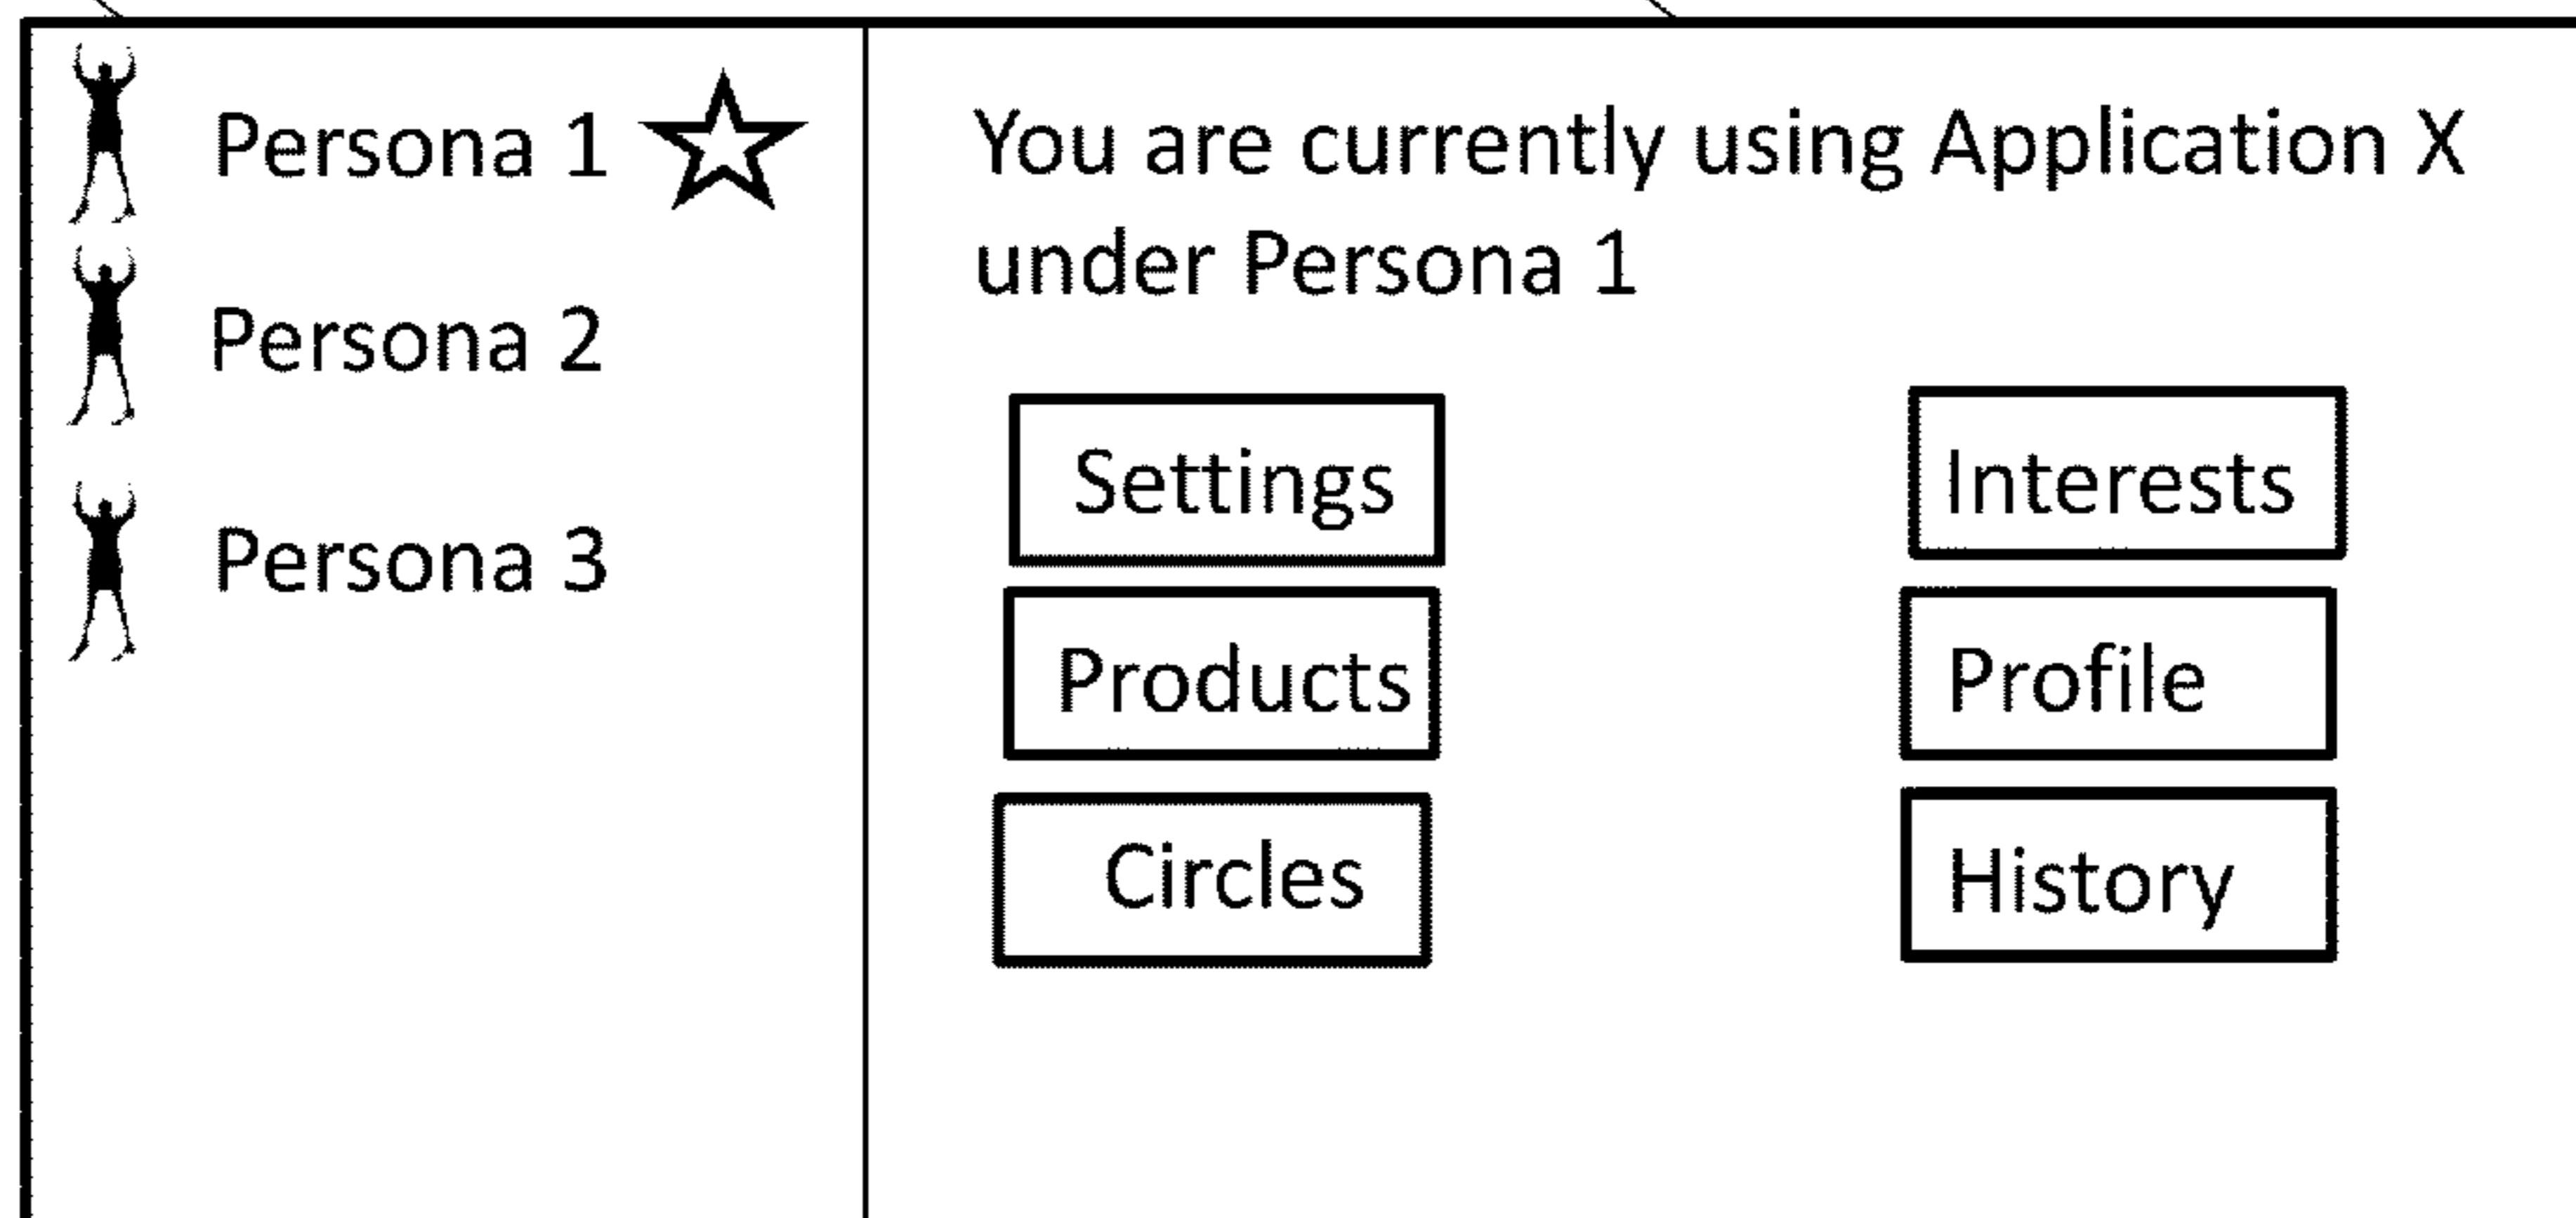 Persona 1
Persona 2
Persona 3
You are currently using Application X
under Persona 1
Settings
Interests
Products
Profile
Circles
History